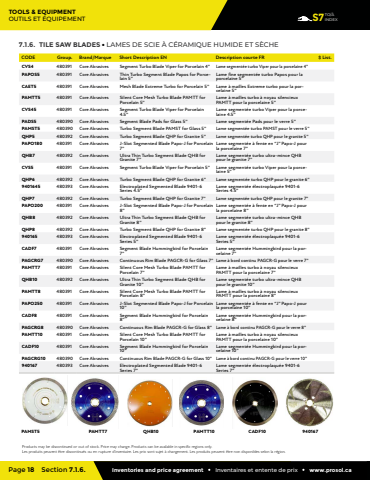 TOOLS & EQUIPMENT
OUTILS ET ÉQUIPEMENT
S7 TOOL INDEX
7.1.6. TILE SAW BLADES • LAMES DE SCIE À CÉRAMIQUE HUMIDE ET SÈCHE
CODE Group. Brand/Marque Short Description EN Description courte FR $ List.
CVS4 480391 Core Abrasives Segment Turbo Blade Viper for Porcelain 4" Lame segmentée turbo Viper pour la porcelaine 4"
PAPOS5 480391 Core Abrasives Thin Turbo Segment Blade Papos for Porcelain 5" Lame fine segmentée turbo Papos pour la porcelaine 5"
CAET5 480391 Core Abrasives Mesh Blade Extreme Turbo for Porcelain 5" Lame à mailles Extreme turbo pour la porcelaine 5"
PAMTT5 480391 Core Abrasives Silent Core Mesh Turbo Blade PAMTT for Porcelain 5" Lame à mailles turbo à noyau silencieux PAMTT pour la porcelaine 5"
CVS45 480391 Core Abrasives Segment Turbo Blade Viper for Porcelain 4.5" Lame segmentée turbo Viper pour la porcelaine 4.5"
PADS5 480390 Core Abrasives Segment Blade Pads for Glass 5" Lame segmentée Pads pour le verre 5"
PAMST5 480390 Core Abrasives Turbo Segment Blade PAMST for Glass 5" Lame segmentée turbo PAMST pour le verre 5"
QHP5 480392 Core Abrasives Turbo Segment Blade QHP for Granite 5" Lame segmentée turbo QHP pour le granite 5"
PAPO180 480391 Core Abrasives J-Slot Segmented Blade Papo-J for Porcelain 7" Lame segmentée à fente en "J" Papo-J pour la porcelaine 7"
QHB7 480392 Core Abrasives Ultra Thin Turbo Segment Blade QHB for Granite 7" Lame segmentée turbo ultra-mince QHB pour le granite 7"
CVS5 480391 Core Abrasives Segment Turbo Blade Viper for Porcelain 5" Lame segmentée turbo Viper pour la porcelaine 5"
QHP6 480392 Core Abrasives Turbo Segment Blade QHP for Granite 6" Lame segmentée turbo QHP pour le granite 6"
9401645 480393 Core Abrasives Electroplated Segmented Blade 9401-6 Series 4.5" Lame segmentée électroplaquée 9401-6 Series 4.5"
QHP7 480392 Core Abrasives Turbo Segment Blade QHP for Granite 7" Lame segmentée turbo QHP pour le granite 7"
PAPO200 480391 Core Abrasives J-Slot Segmented Blade Papo-J for Porcelain 8" Lame segmentée à fente en "J" Papo-J pour la porcelaine 8"
QHB8 480392 Core Abrasives Ultra Thin Turbo Segment Blade QHB for Granite 8" Lame segmentée turbo ultra-mince QHB pour le granite 8"
QHP8 480392 Core Abrasives Turbo Segment Blade QHP for Granite 8" Lame segmentée turbo QHP pour le granite 8"
940165 480393 Core Abrasives Electroplated Segmented Blade 9401-6 Series 5" Lame segmentée électroplaquée 9401-6 Series 5"
CADF7 480391 Core Abrasives Segment Blade Hummingbird for Porcelain 7" Lame segmentée Hummingbird pour la porcelaine 7"
PAGCRG7 480390 Core Abrasives Continuous Rim Blade PAGCR-G for Glass 7" Lame à bord continu PAGCR-G pour le verre 7"
PAMTT7 480391 Core Abrasives Silent Core Mesh Turbo Blade PAMTT for Porcelain 7" Lame à mailles turbo à noyau silencieux PAMTT pour la porcelaine 7"
QHB10 480392 Core Abrasives Ultra Thin Turbo Segment Blade QHB for Granite 10" Lame segmentée turbo ultra-mince QHB pour le granite 10"
PAMTT8 480391 Core Abrasives Silent Core Mesh Turbo Blade PAMTT for Porcelain 8" Lame à mailles turbo à noyau silencieux PAMTT pour la porcelaine 8"
PAPO250 480391 Core Abrasives J-Slot Segmented Blade Papo-J for Porcelain 10" Lame segmentée à fente en "J" Papo-J pour la porcelaine 10"
CADF8 480391 Core Abrasives Segment Blade Hummingbird for Porcelain 8" Lame segmentée Hummingbird pour la porcelaine 8"
PAGCRG8 480390 Core Abrasives Continuous Rim Blade PAGCR-G for Glass 8" Lame à bord continu PAGCR-G pour le verre 8"
PAMTT10 480391 Core Abrasives Silent Core Mesh Turbo Blade PAMTT for Porcelain 10" Lame à mailles turbo à noyau silencieux PAMTT pour la porcelaine 10"
CADF10 480391 Core Abrasives Segment Blade Hummingbird for Porcelain 10" Lame segmentée Hummingbird pour la porcelaine 10"
PAGCRG10 480390 Core Abrasives Continuous Rim Blade PAGCR-G for Glass 10" Lame à bord continu PAGCR-G pour le verre 10"
940167 480393 Core Abrasives Electroplated Segmented Blade 9401-6 Series 7" Lame segmentée électroplaquée 9401-6 Series 7"
PAMST5 PAMTT7 QHB10 PAMTT10 CADF10 940167
Products may be discontinued or out of stock. Price may change. Products can be available in specific regions only.
Les produits peuvent être discontinués ou en rupture d'inventaire. Les prix sont sujet à changement. Les produits peuvent être non disponibles selon la région.
Page 18 Section 7.1.6. Inventories and price agreement • Inventaires et entente de prix • www.prosol.ca